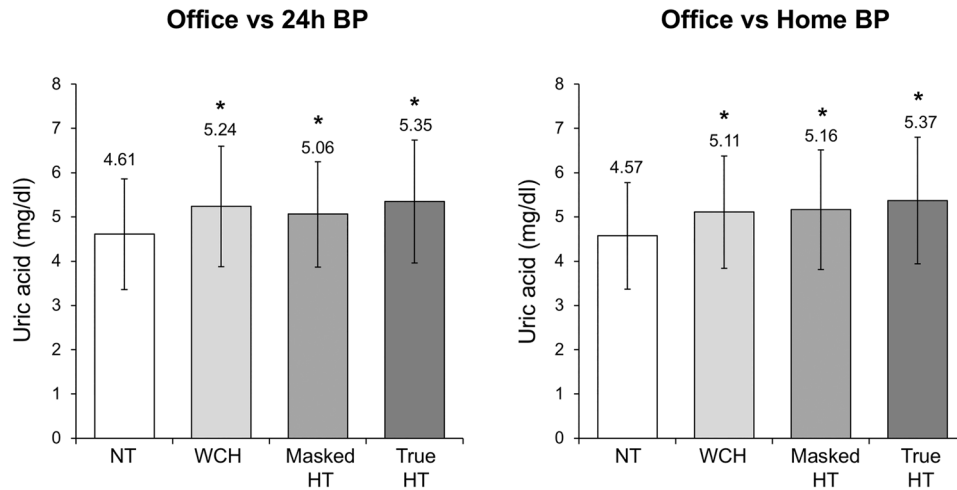 Office vs 24h BP
Uric acid (mg/dl)
8
7
6
5
4
3
2
1
0
4.61
*
5.24
*
5.06
*
5.35
NT
WCH
Masked
HT
True
HT
Office vs Home BP
Uric acid (mg/dl)
8
7
6
5
4
3
2
1
0
4.57
*
5.11
*
5.16
*
5.37
NT
WCH
Masked
HT
True
HT